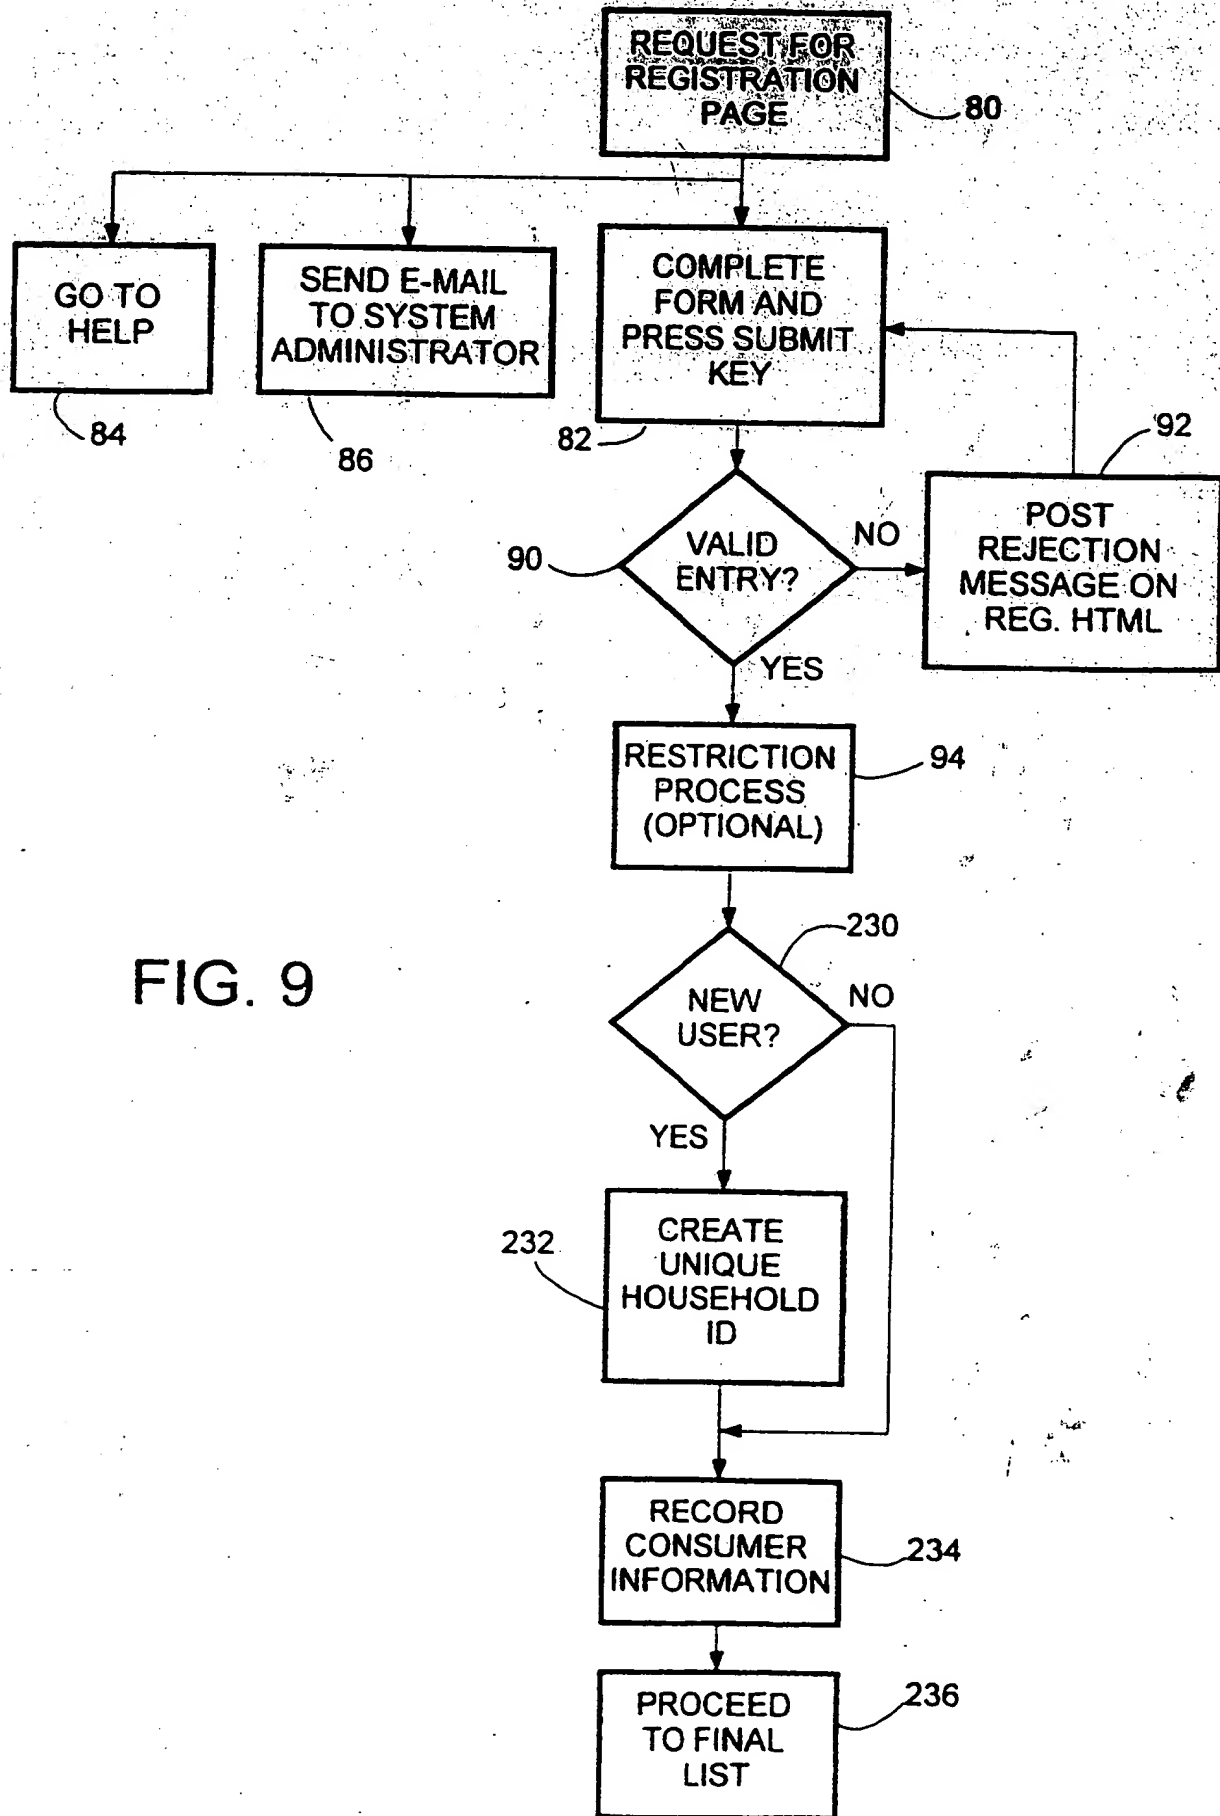 REQUEST FOR
REGISTRATION
PAGE
80
GO TO
HELP
84
SEND E-MAIL
TO SYSTEM
ADMINISTRATOR
86
COMPLETE
FORM AND
PRESS SUBMIT
KEY
82
92
POST
REJECTION
MESSAGE ON
REG. HTML
90
VALID
ENTRY?
NO
YES
RESTRICTION
PROCESS
(OPTIONAL)
94
230
NEW
USER?
NO
YES
FIG. 9
232
CREATE
UNIQUE
HOUSEHOLD
ID
RECORD
CONSUMER
INFORMATION
234
PROCEED
TO FINAL
LIST
236